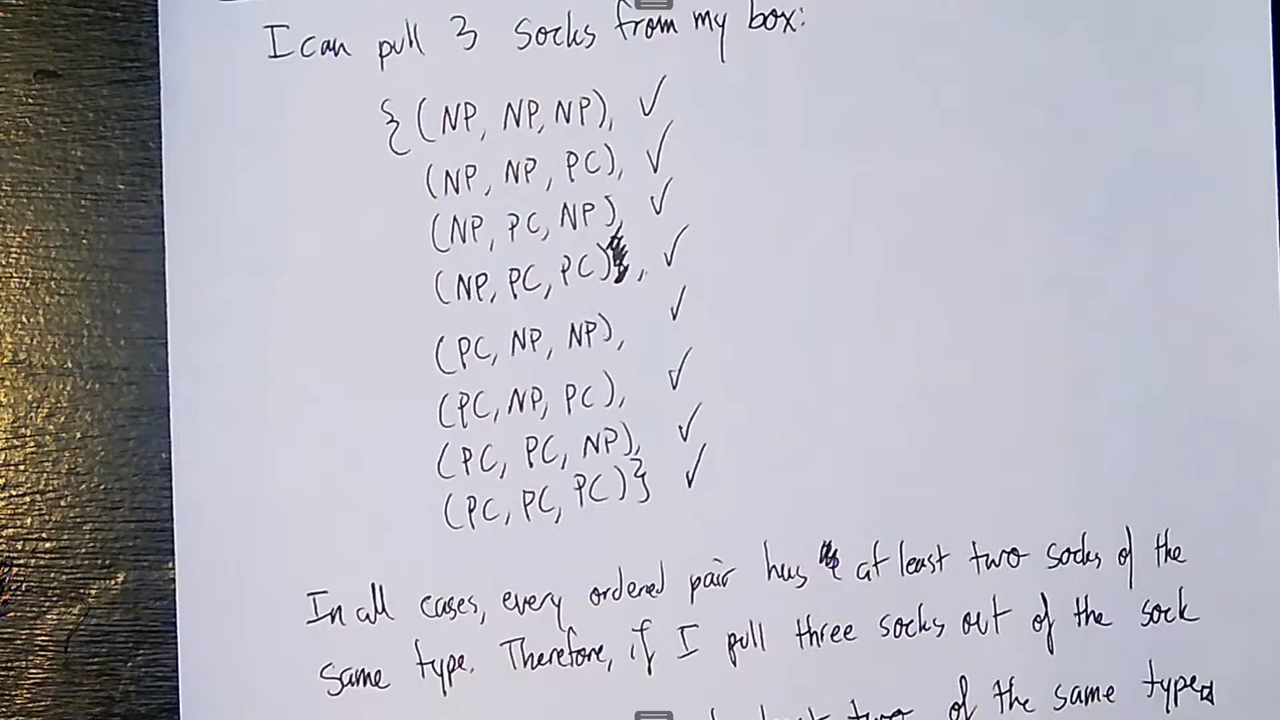 I can pull 3 socks from my box:
{(NP, NP, NP), ✓
(NP, NP, PC), ✓
(NP, PC, NP), ✓
(NP, PC, PC), ✓
(PC, NP, NP), ✓
(PC, NP, PC), ✓
(PC, PC, NP), ✓
(PC, PC, PC)} ✓
In all cases, every ordered pair has at least two socks of the
same type. Therefore, if I pull three socks out of the sock
least two of the same type